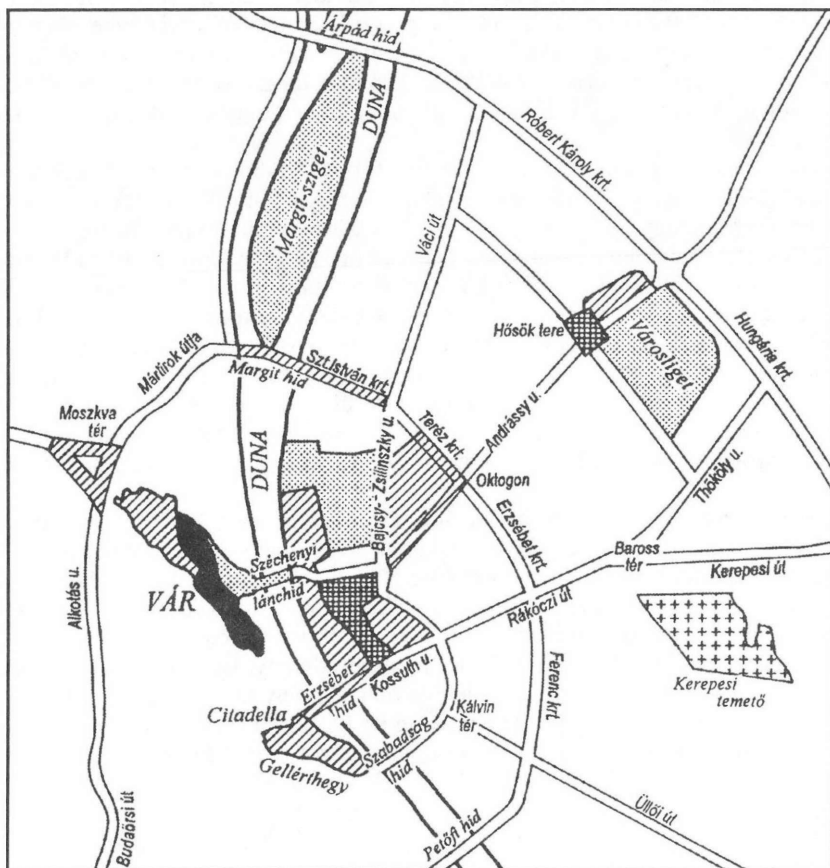 Árpád híd
DUNA
Margit-sziget
Róbert Károly krt.
Váci út
Hősök tere
Városliget
Hungária krt.
Mártírok útja
Szt.István krt.
Margit híd
Moszkva
tér
Teréz krt.
Andrássy u.
Oktogon
Thököly u.
DUNA
Bajcsy-Zsilinszky u.
Erzsébet krt.
Széchenyi
lánchíd
VÁR
Baross
tér
Kerepesi út
Rákóczi út
Alkotás u.
Erzsébet
híd
Kossuth u.
Ferenc krt.
Kerepesi
temető
Citadella
Kálvin
tér
Szabadság
híd
Gellérthegy
Üllői út
Petőfi híd
Budaörsi út